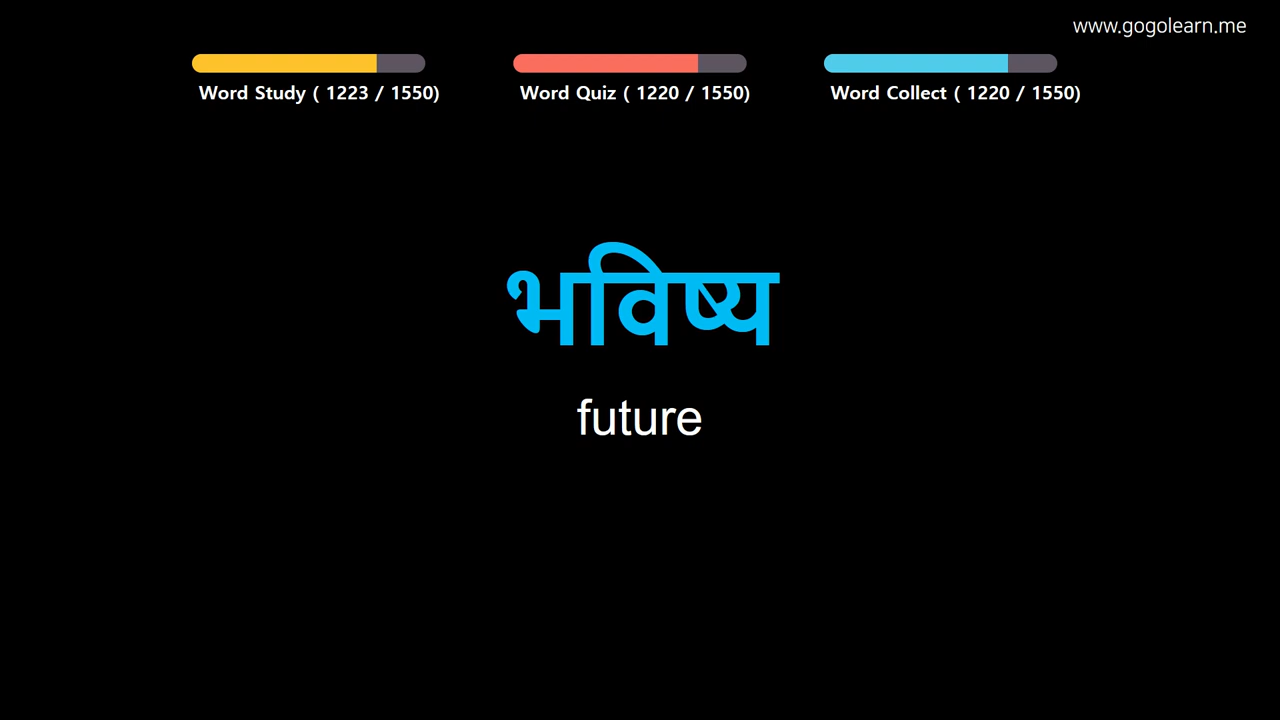 www.gogolearn.me
Word Study ( 1223 / 1550)
Word Quiz ( 1220 / 1550)
Word Collect ( 1220 / 1550)
भविष्य
future